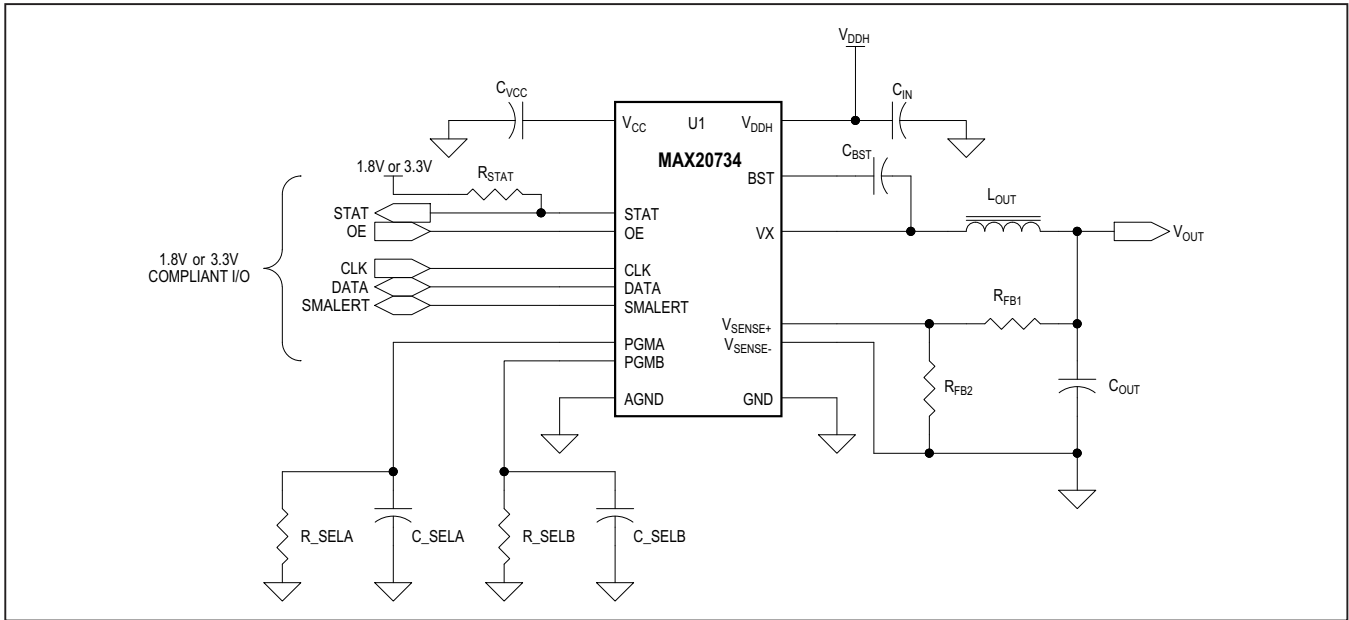 V_DDH
C_VCC
C_IN
V_CC
U1
V_DDH
MAX20734
C_BST
1.8V or 3.3V
R_STAT
BST
L_OUT
STAT
STAT
OE
OE
VX
V_OUT
1.8V or 3.3V
COMPLIANT I/O
CLK
CLK
DATA
DATA
SMALERT
SMALERT
R_FB1
V_SENSE+
PGMA
V_SENSE-
PGMB
R_FB2
C_OUT
AGND
GND
R_SELA
C_SELA
R_SELB
C_SELB